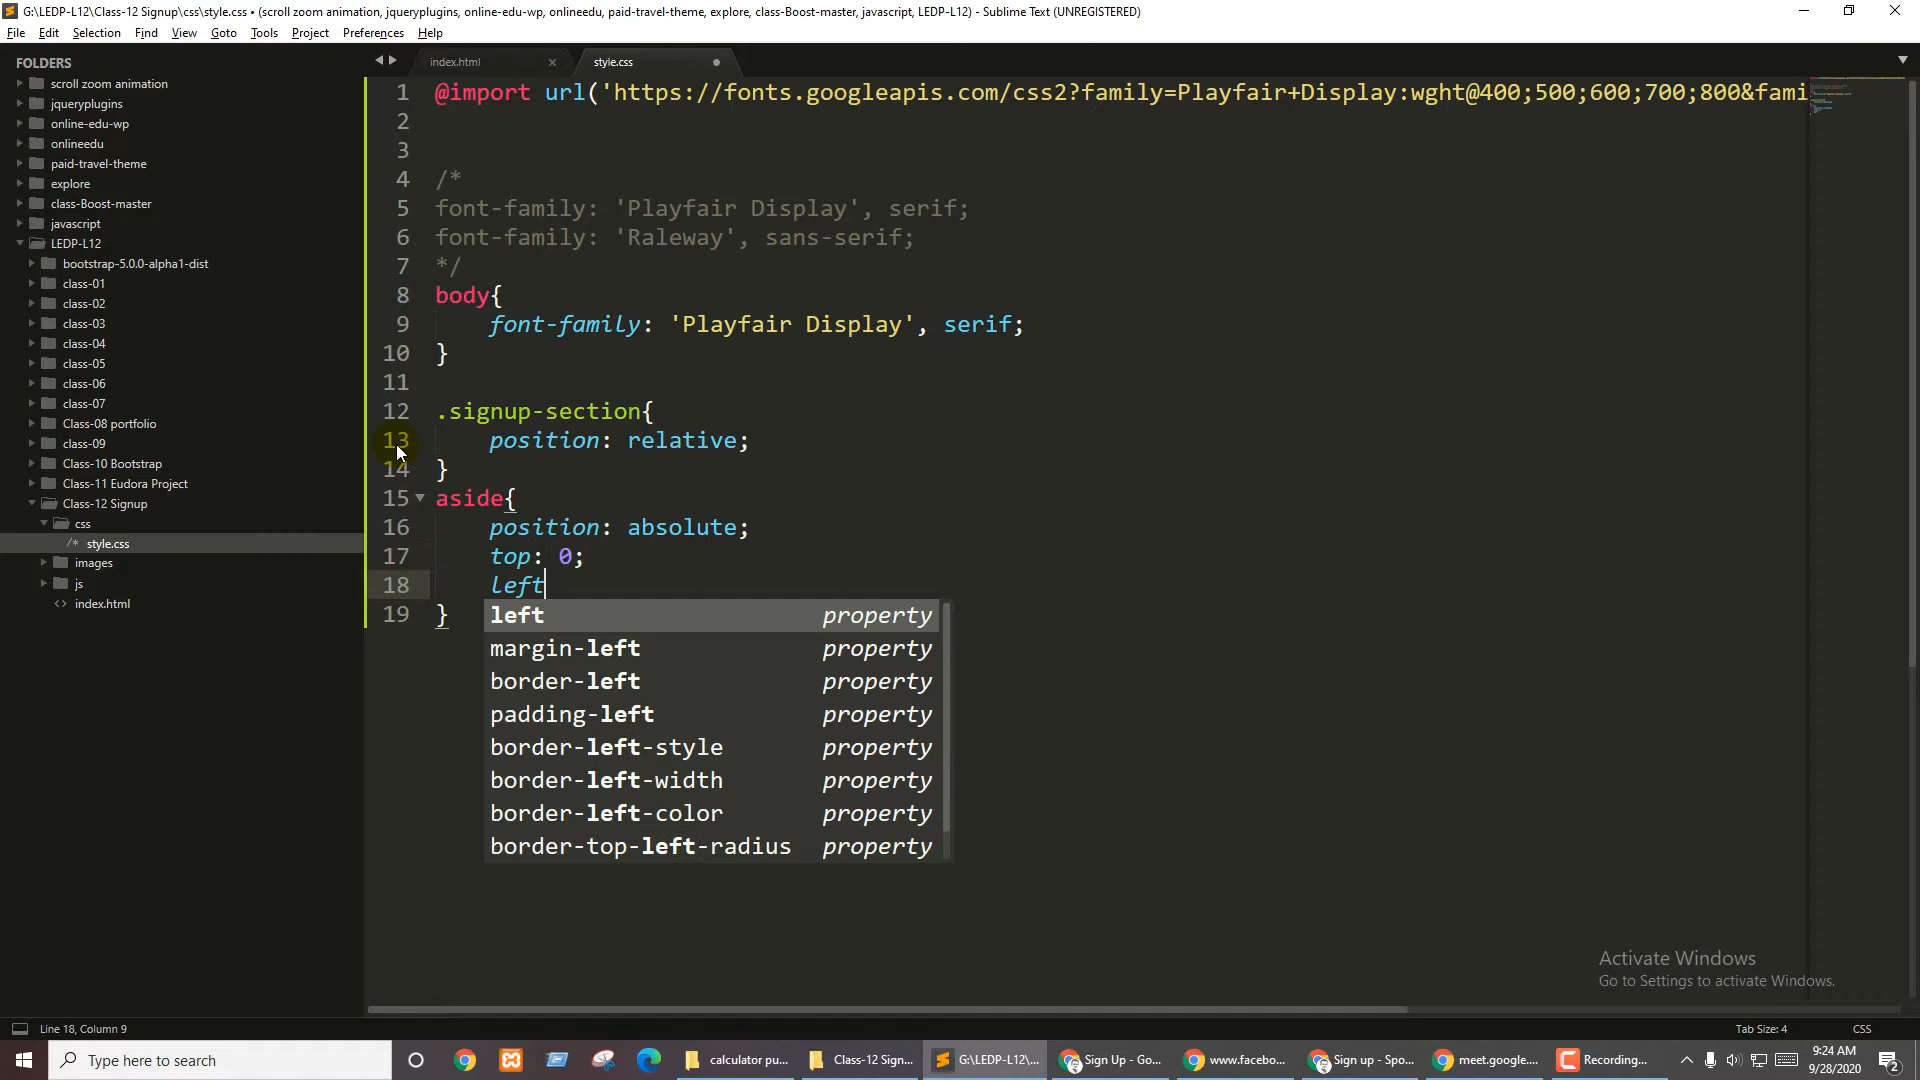 G:\LEDP-L12\Class-12 Signup\css\style.css • (scroll zoom animation, jqueryplugins, online-edu-wp, onlineedu, paid-travel-theme, explore, class-Boost-master, javascript, LEDP-L12) - Sublime Text (UNREGISTERED)
File Edit Selection Find View Goto Tools Project Preferences Help
FOLDERS
scroll zoom animation
jqueryplugins
online-edu-wp
onlineedu
paid-travel-theme
explore
class-Boost-master
javascript
LEDP-L12
bootstrap-5.0.0-alpha1-dist
class-01
class-02
class-03
class-04
class-05
class-06
class-07
Class-08 portfolio
class-09
Class-10 Bootstrap
Class-11 Eudora Project
Class-12 Signup
css
/* style.css
images
js
<> index.html
index.html × style.css
1 @import url('https://fonts.googleapis.com/css2?family=Playfair+Display:wght@400;500;600;700;800&fami
2
3
4 /*
5 font-family: 'Playfair Display', serif;
6 font-family: 'Raleway', sans-serif;
7 */
8 body{
9 font-family: 'Playfair Display', serif;
10 }
11
12 .signup-section{
13 position: relative;
14 }
15 aside{
16 position: absolute;
17 top: 0;
18 left
19 }
left property
margin-left property
border-left property
padding-left property
border-left-style property
border-left-width property
border-left-color property
border-top-left-radius property
Activate Windows
Go to Settings to activate Windows.
Line 18, Column 9 Tab Size: 4 CSS
Type here to search
calculator pu...
Class-12 Sign...
G:\LEDP-L12\...
Sign Up - Go...
www.facebo...
Sign up - Spo...
meet.google....
Recording...
9:24 AM
9/28/2020
2